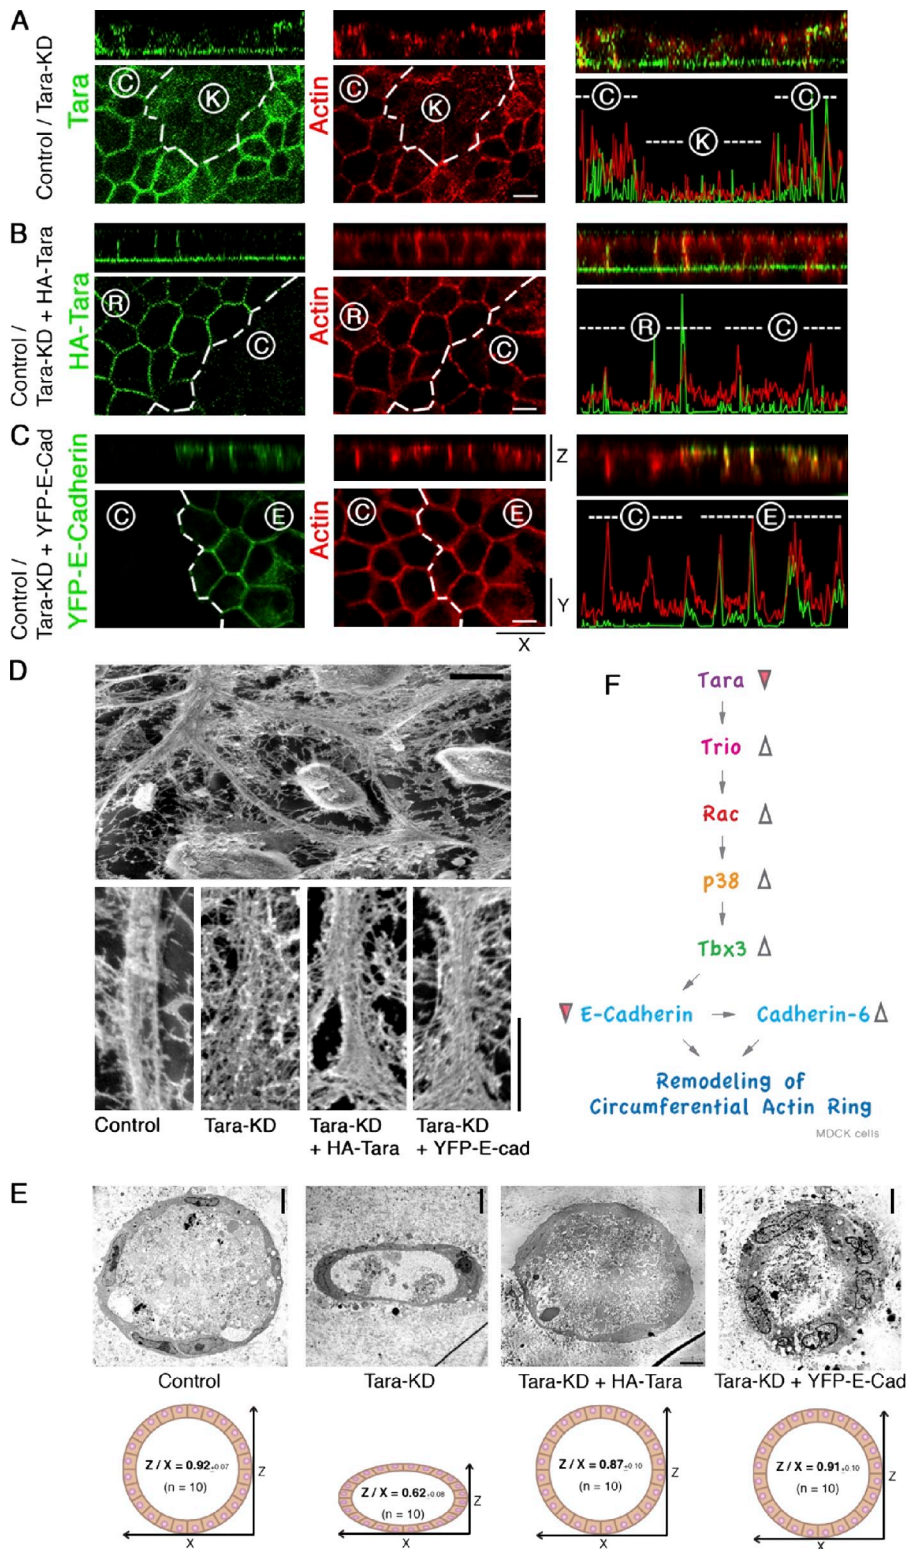 A
Control / Tara-KD
Tara
C
K
Actin
C
K
C
K
C
B
Control /
Tara-KD + HA-Tara
HA-Tara
R
C
Actin
R
C
R
C
C
Control /
Tara-KD + YFP-E-Cad
YFP-E-Cadherin
C
E
Actin
C
E
Z
Y
X
C
E
D
Control
Tara-KD
Tara-KD
+ HA-Tara
Tara-KD
+ YFP-E-cad
F
Tara
Trio
Rac
p38
Tbx3
E-Cadherin
Cadherin-6
Remodeling of
Circumferential Actin Ring
MDCK cells
E
Control
Tara-KD
Tara-KD + HA-Tara
Tara-KD + YFP-E-Cad
Z / X = 0.92±0.07
(n = 10)
Z
X
Z / X = 0.62±0.08
(n = 10)
Z
X
Z / X = 0.87±0.10
(n = 10)
Z
X
Z / X = 0.91±0.10
(n = 10)
Z
X